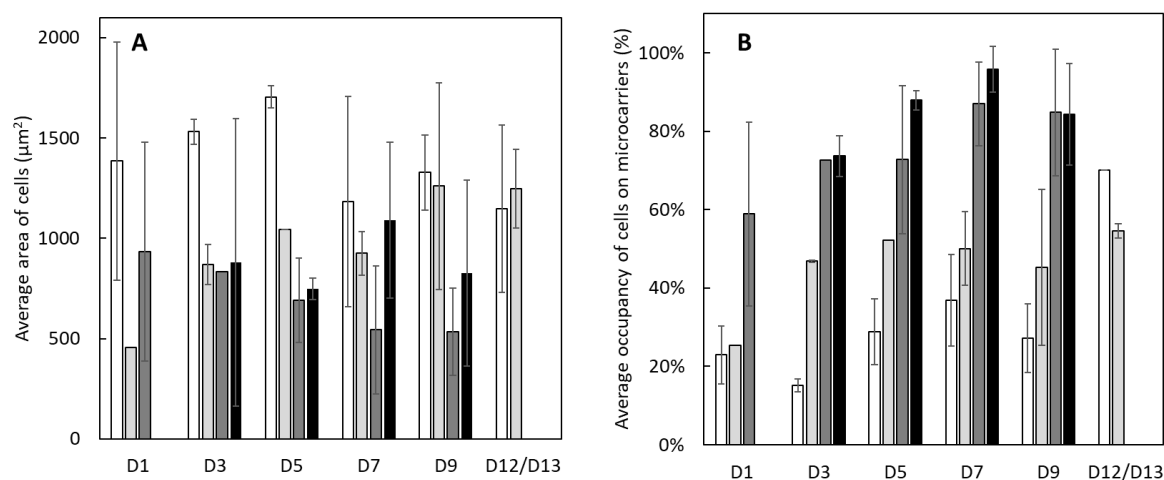 A
Average area of cells (µm²)
2000
1500
1000
500
0
D1 D3 D5 D7 D9 D12/D13
B
Average occupancy of cells on microcarriers (%)
100%
80%
60%
40%
20%
0%
D1 D3 D5 D7 D9 D12/D13